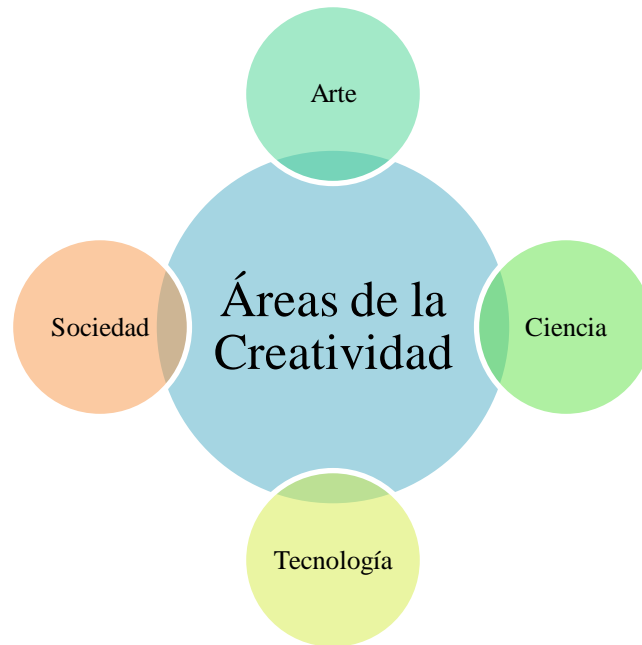 Arte
Sociedad
Áreas de la
Creatividad
Ciencia
Tecnología